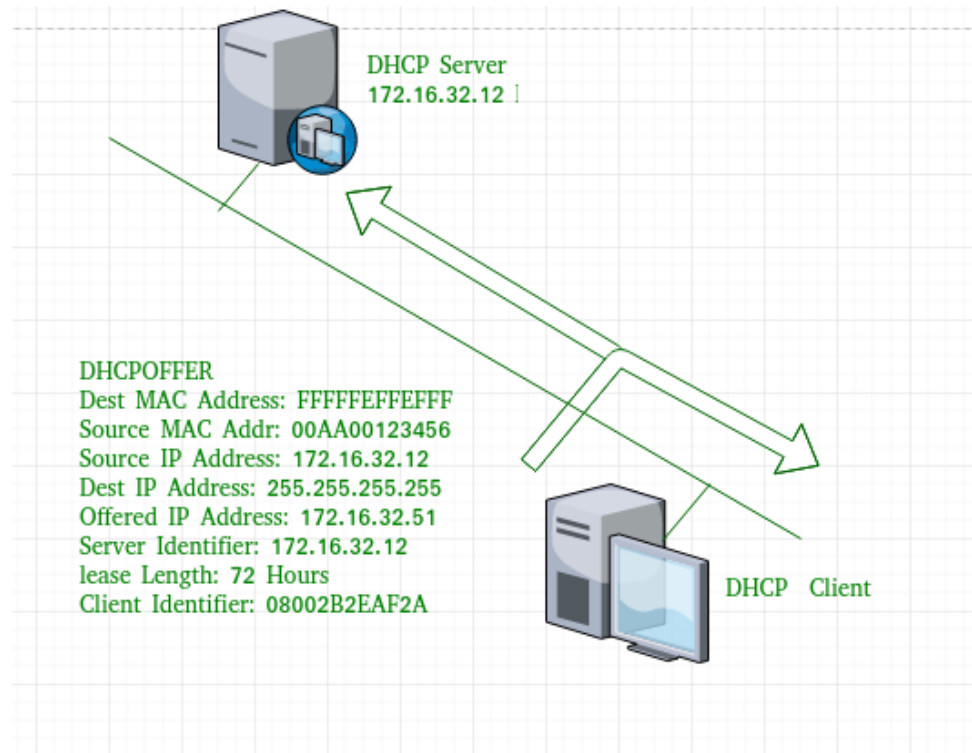 DHCP Server
172.16.32.12
DHCPOFFER
Dest MAC Address: FFFFFEFFEFFF
Source MAC Addr: 00AA00123456
Source IP Address: 172.16.32.12
Dest IP Address: 255.255.255.255
Offered IP Address: 172.16.32.51
Server Identifier: 172.16.32.12
lease Length: 72 Hours
Client Identifier: 08002B2EAF2A
DHCP Client